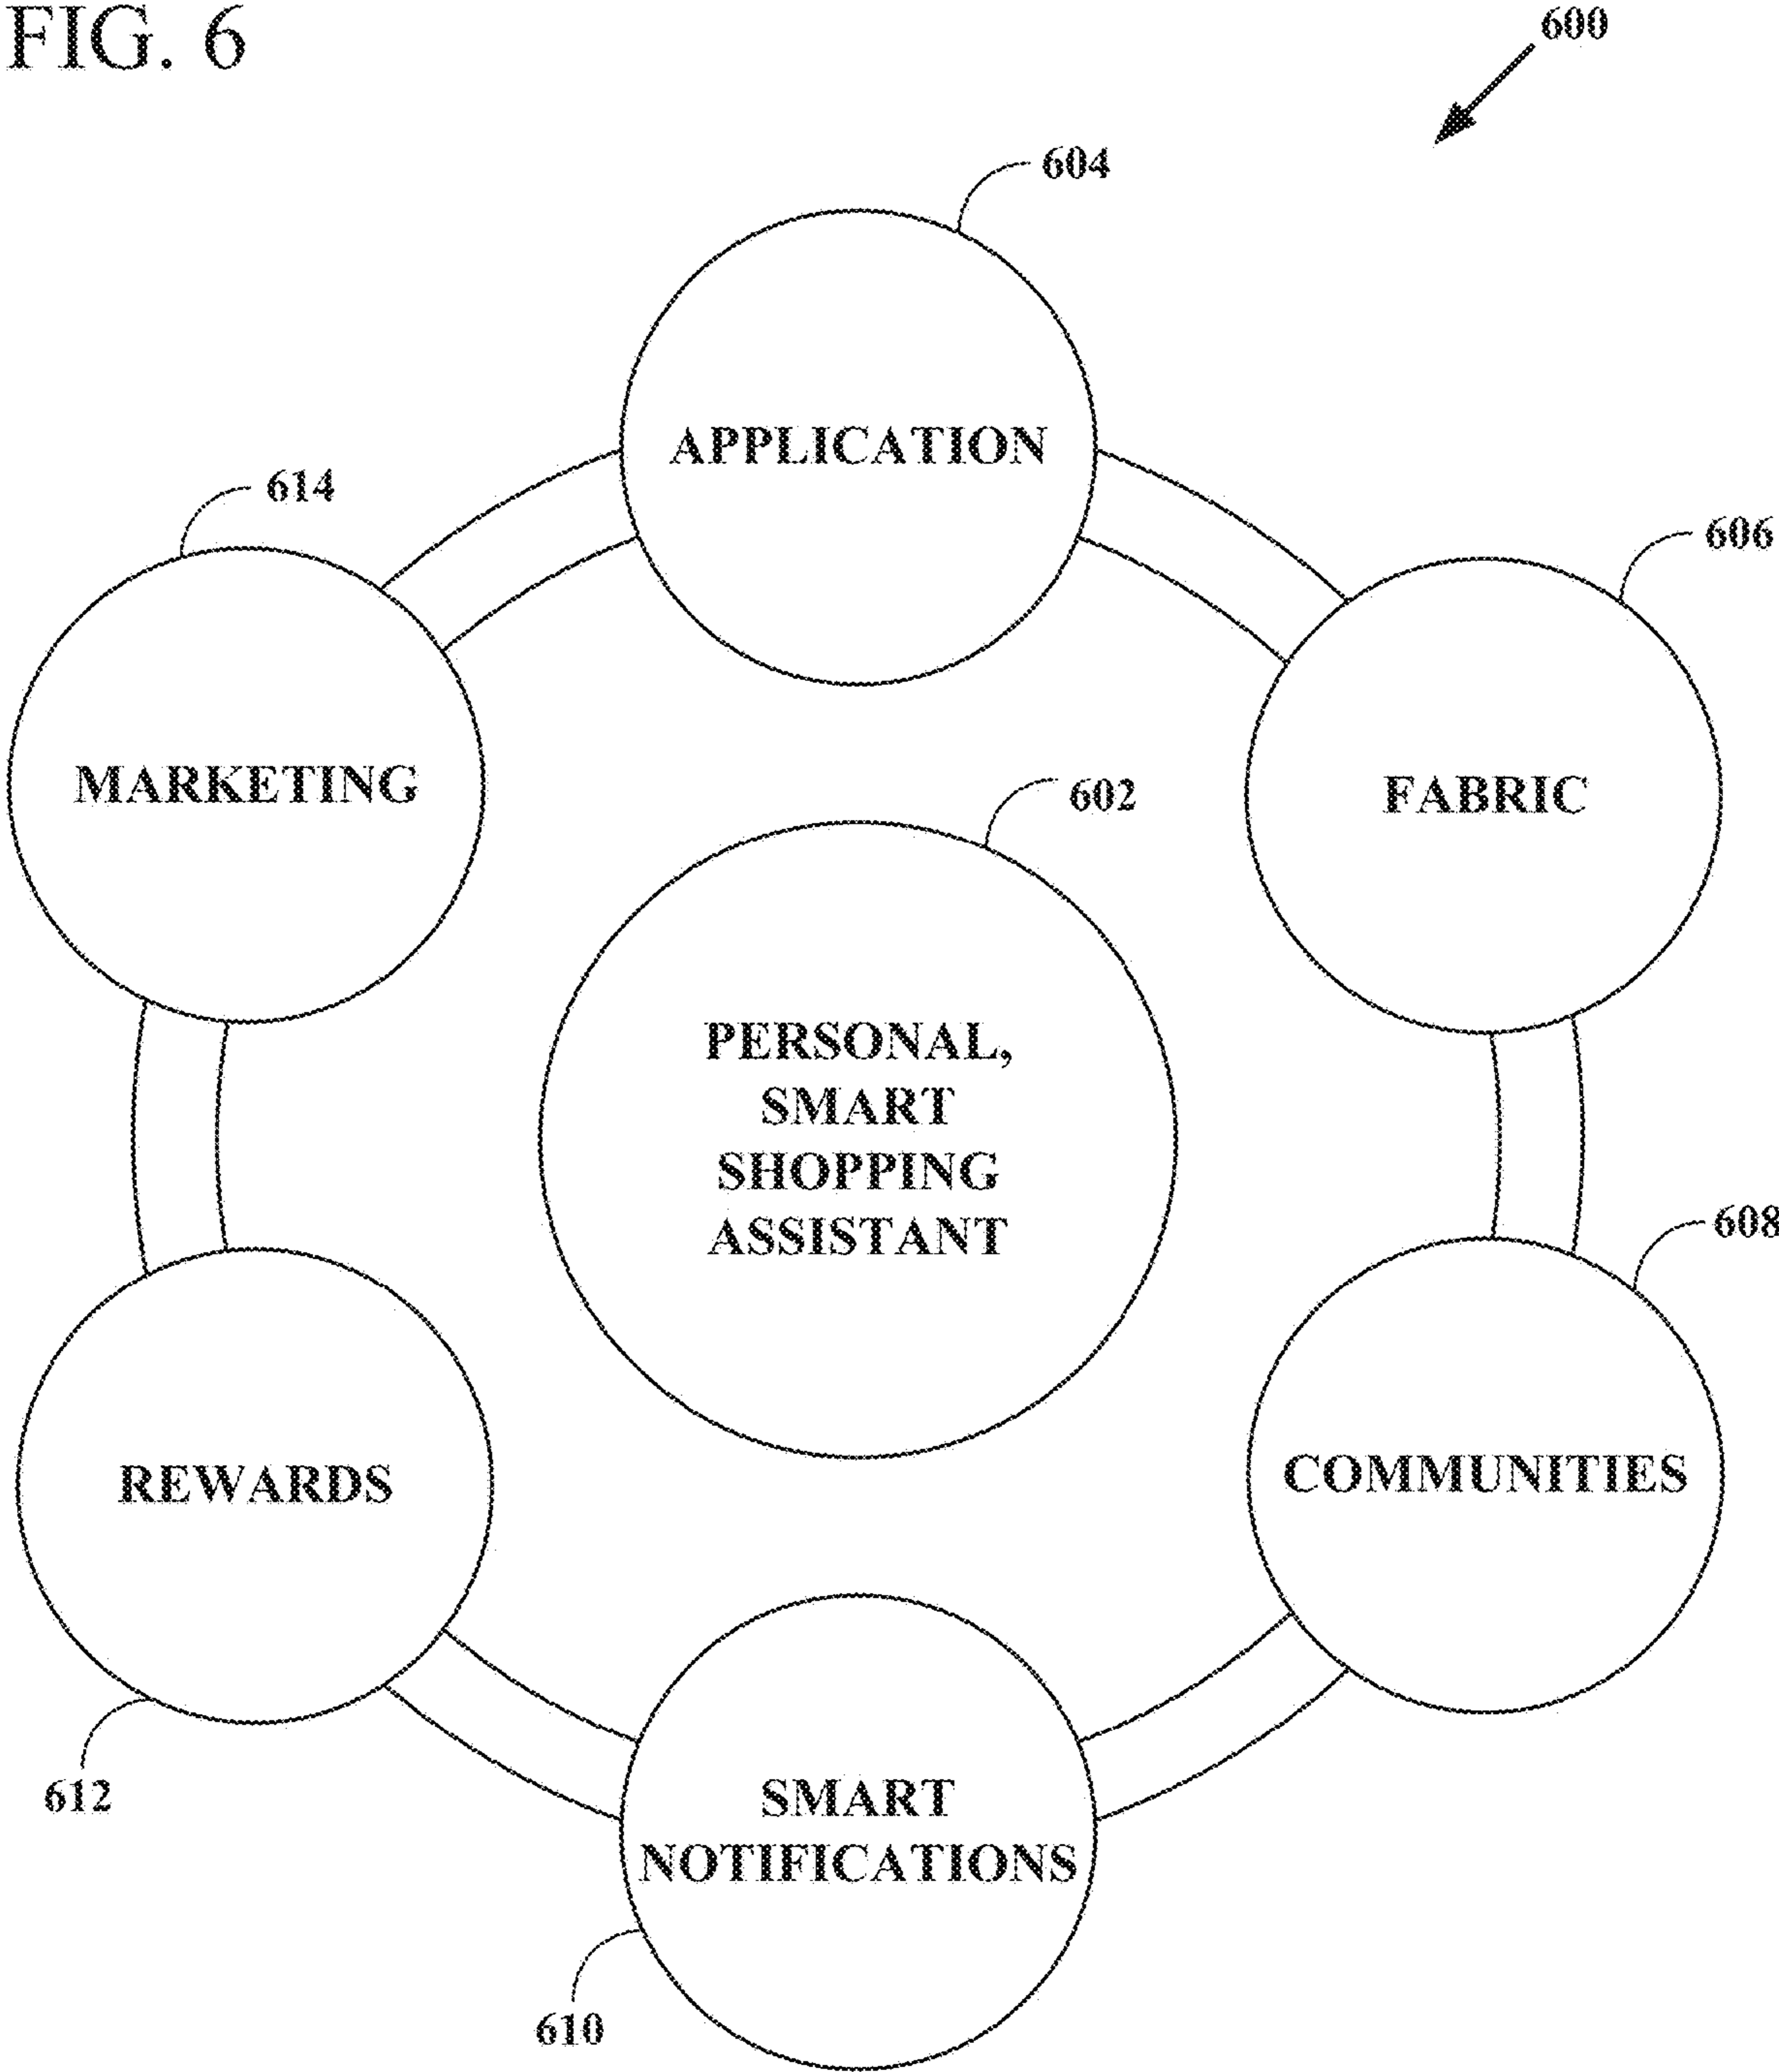 FIG. 6
600
604
APPLICATION
614
606
MARKETING
FABRIC
602
PERSONAL,
SMART
SHOPPING
ASSISTANT
608
REWARDS
COMMUNITIES
612
SMART
NOTIFICATIONS
610